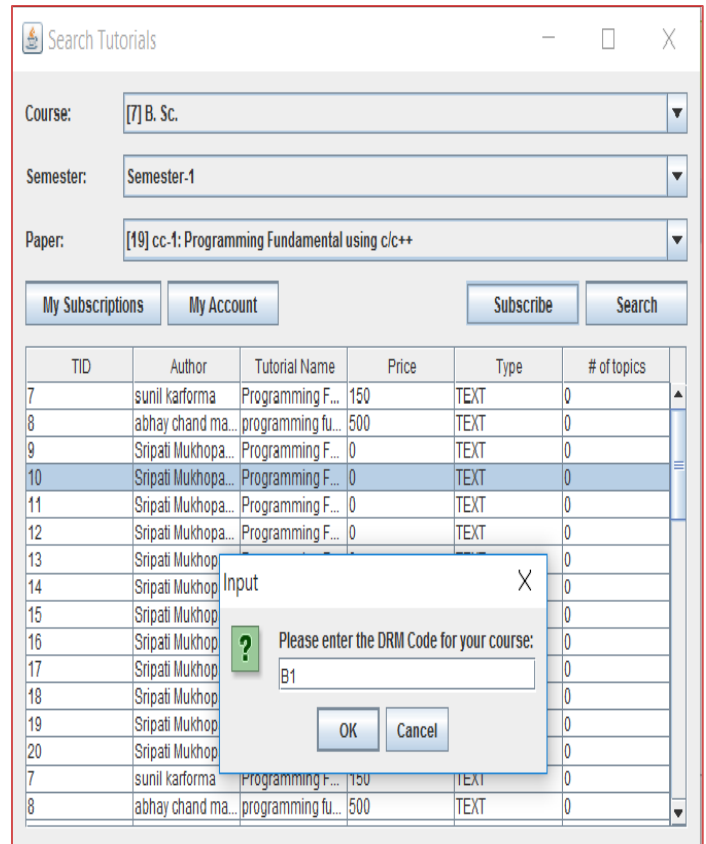 Search Tutorials
Course: [7] B. Sc.
Semester: Semester-1
Paper: [19] cc-1: Programming Fundamental using c/c++
My Subscriptions My Account Subscribe Search
TID Author Tutorial Name Price Type # of topics
7 sunil karforma Programming F... 150 TEXT 0
8 abhay chand ma... programming fu... 500 TEXT 0
9 Sripati Mukhopa... Programming F... 0 TEXT 0
10 Sripati Mukhopa... Programming F... 0 TEXT 0
11 Sripati Mukhopa... Programming F... 0 TEXT 0
12 Sripati Mukhopa... Programming F... 0 TEXT 0
13 Sripati Mukhop 0
14 Sripati Mukhop 0
15 Sripati Mukhop 0
16 Sripati Mukhop 0
17 Sripati Mukhop 0
18 Sripati Mukhop 0
19 Sripati Mukhop 0
20 Sripati Mukhop 0
7 sunil karforma Programming F... 150 TEXT 0
8 abhay chand ma... programming fu... 500 TEXT 0
Input
Please enter the DRM Code for your course:
B1
OK Cancel